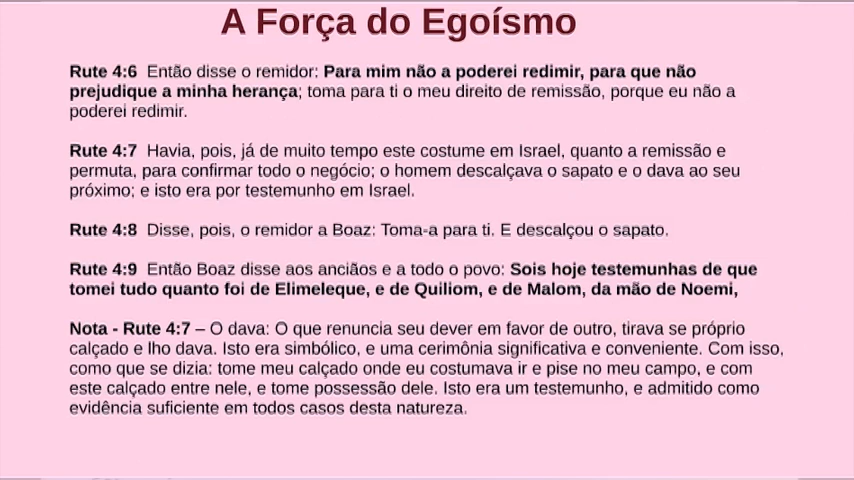 A Força do Egoísmo
Rute 4:6 Então disse o remidor: Para mim não a poderei redimir, para que não
prejudique a minha herança; toma para ti o meu direito de remissão, porque eu não a
poderei redimir.
Rute 4:7 Havia, pois, já de muito tempo este costume em Israel, quanto a remissão e
permuta, para confirmar todo o negócio; o homem descalçava o sapato e o dava ao seu
próximo; e isto era por testemunho em Israel.
Rute 4:8 Disse, pois, o remidor a Boaz: Toma-a para ti. E descalçou o sapato.
Rute 4:9 Então Boaz disse aos anciãos e a todo o povo: Sois hoje testemunhas de que
tomei tudo quanto foi de Elimeleque, e de Quiliom, e de Malom, da mão de Noemi,
Nota - Rute 4:7 – O dava: O que renuncia seu dever em favor de outro, tirava se próprio
calçado e lho dava. Isto era simbólico, e uma cerimônia significativa e conveniente. Com isso,
como que se dizia: tome meu calçado onde eu costumava ir e pise no meu campo, e com
este calçado entre nele, e tome possessão dele. Isto era um testemunho, e admitido como
evidência suficiente em todos casos desta natureza.